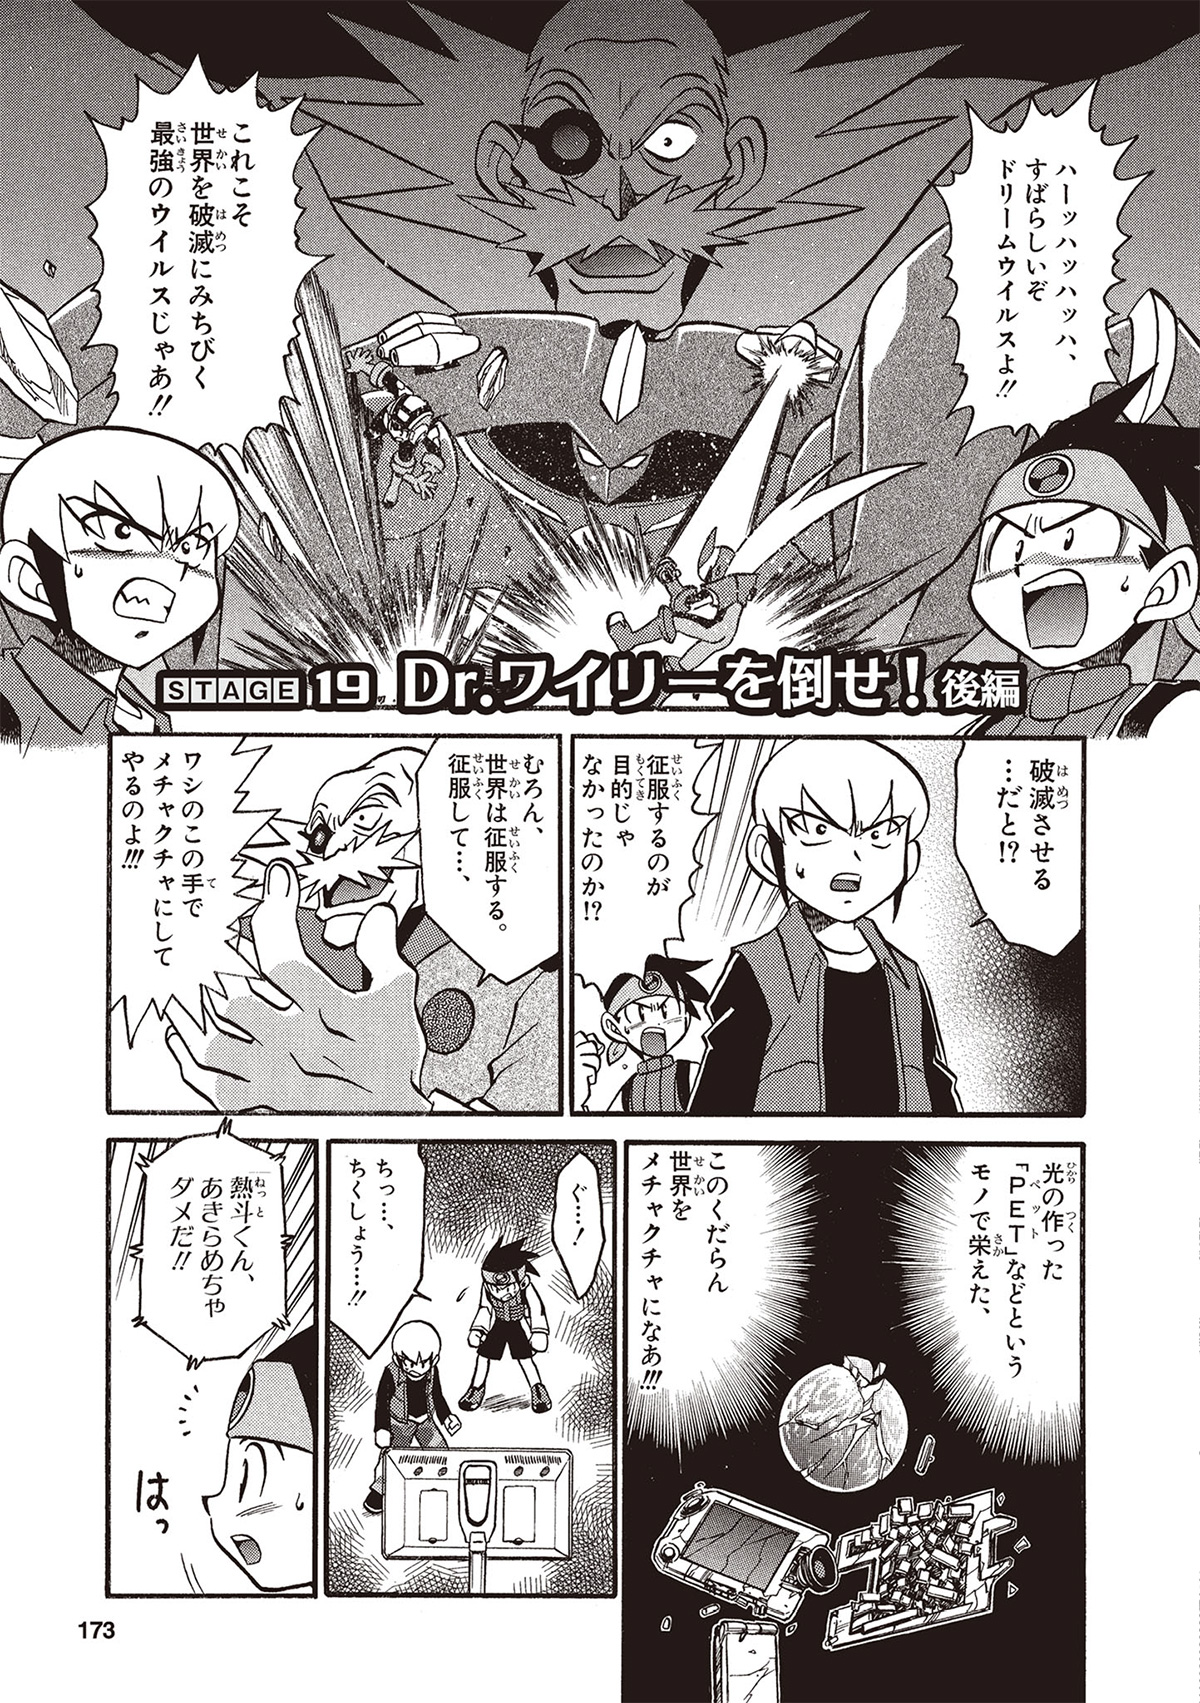 ハーッハッハッハ、
すばらしいぞ
ドリームウイルスよ!!
これこそ
世界を破滅にみちびく
最強のウイルスじゃあ!!
STAGE 19 Dr.ワイリーを倒せ! 後編
破滅させる
…だと!?
征服するのが
目的じゃ
なかったのか!?
むろん、
世界は征服する。
征服して…、
ワシのこの手で
メチャクチャにして
やるのよ!!!
光の作った
「PET」などという
モノで栄えた、
このくだらん
世界を
メチャクチャになあ!!!
ぐ…!
ちっ…、
ちくしょう…!!
熱斗くん、
あきらめちゃ
ダメだ!!
はっ
173